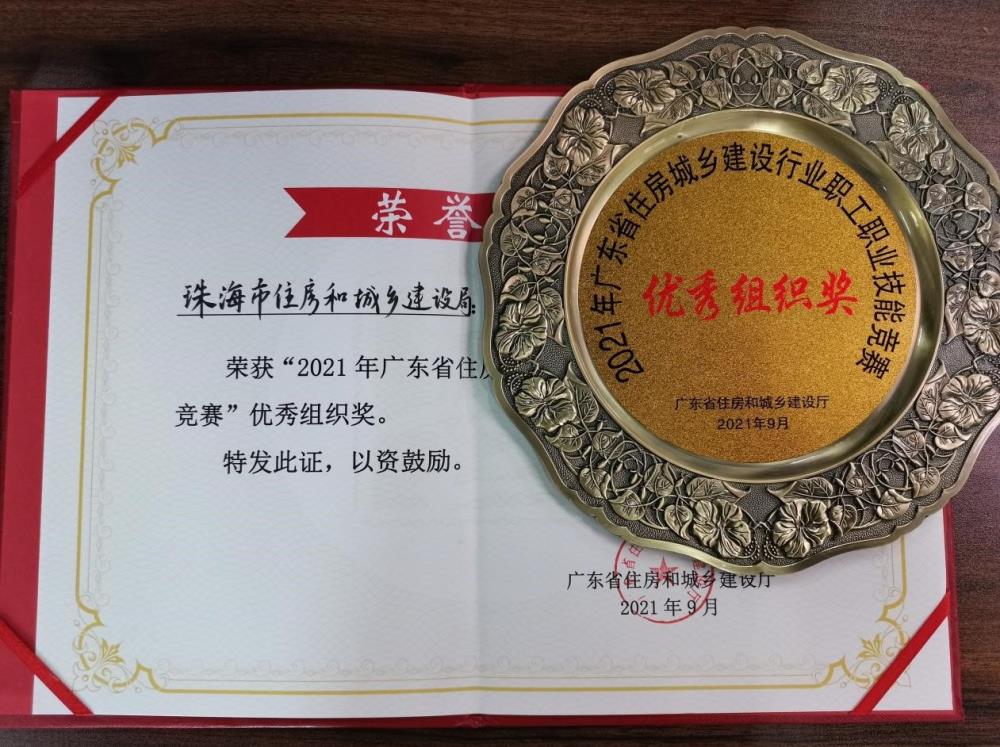 荣誉
珠海市住房和城乡建设局：
荣获“2021年广东省住房
竞赛”优秀组织奖。
特发此证，以资鼓励。
广东省住房和城乡建设厅
2021年9月
2021年广东省住房城乡建设行业职工职业技能竞赛
优秀组织奖
广东省住房和城乡建设厅
2021年9月